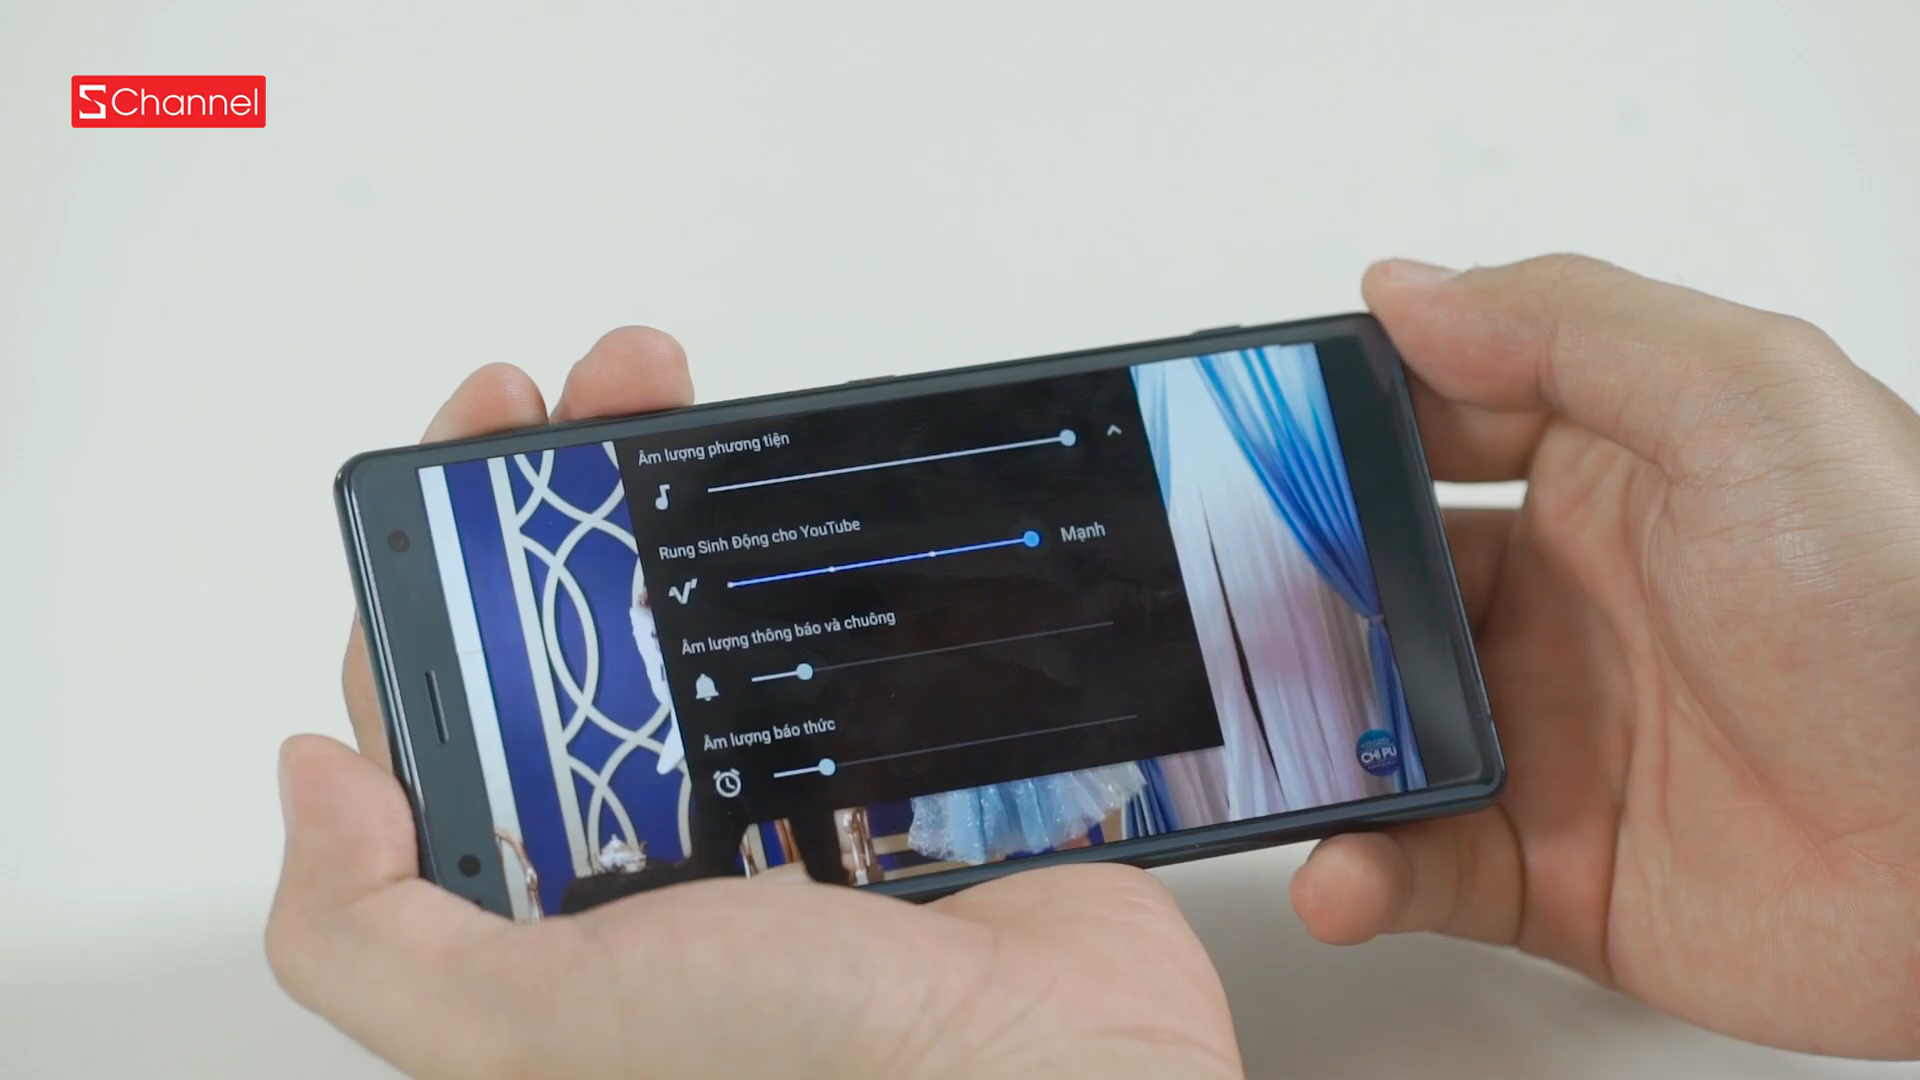 SChannel
Âm lượng phương tiện
Rung Sinh Động cho YouTube
Mạnh
Âm lượng thông báo và chuông
Âm lượng báo thức
CHI PU